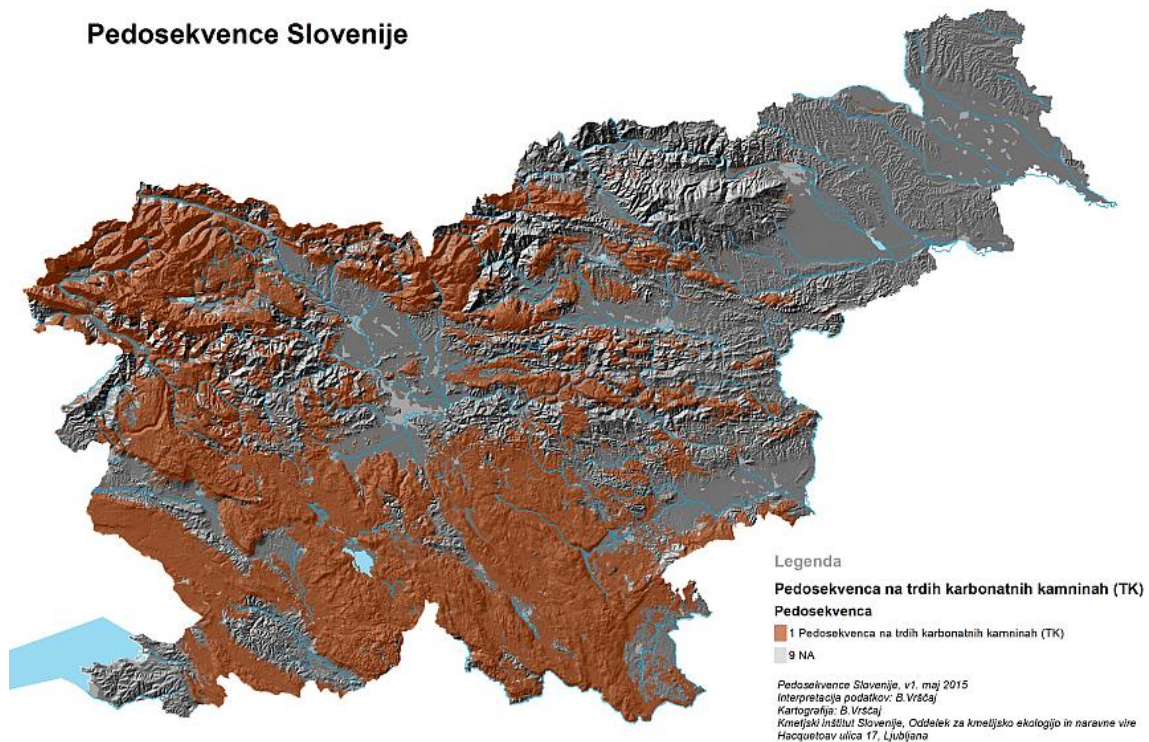 Pedosekvence Slovenije
Legenda
Pedosekvenca na trdih karbonatnih kamninah (TK)
Pedosekvenca
1 Pedosekvenca na trdih karbonatnih kamninah (TK)
9 NA
Pedosekvence Slovenije, v1, maj 2015
Interpretacija podatkov: B.Vrščaj
Kartografija: B.Vrščaj
Kmetijski inštitut Slovenije, Oddelek za kmetijsko ekologijo in naravne vire
Hacquetoav ulica 17, Ljubljana